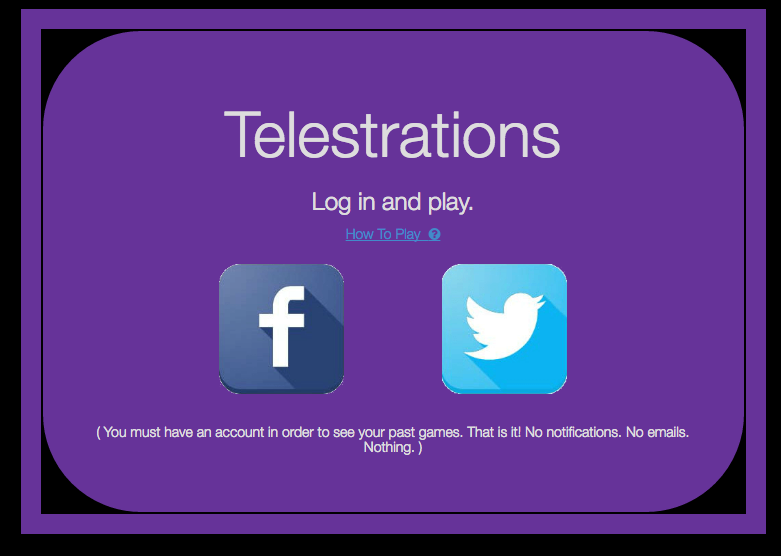 Telestrations
Log in and play.
How To Play ?
f
( You must have an account in order to see your past games. That is it! No notifications. No emails.
Nothing. )